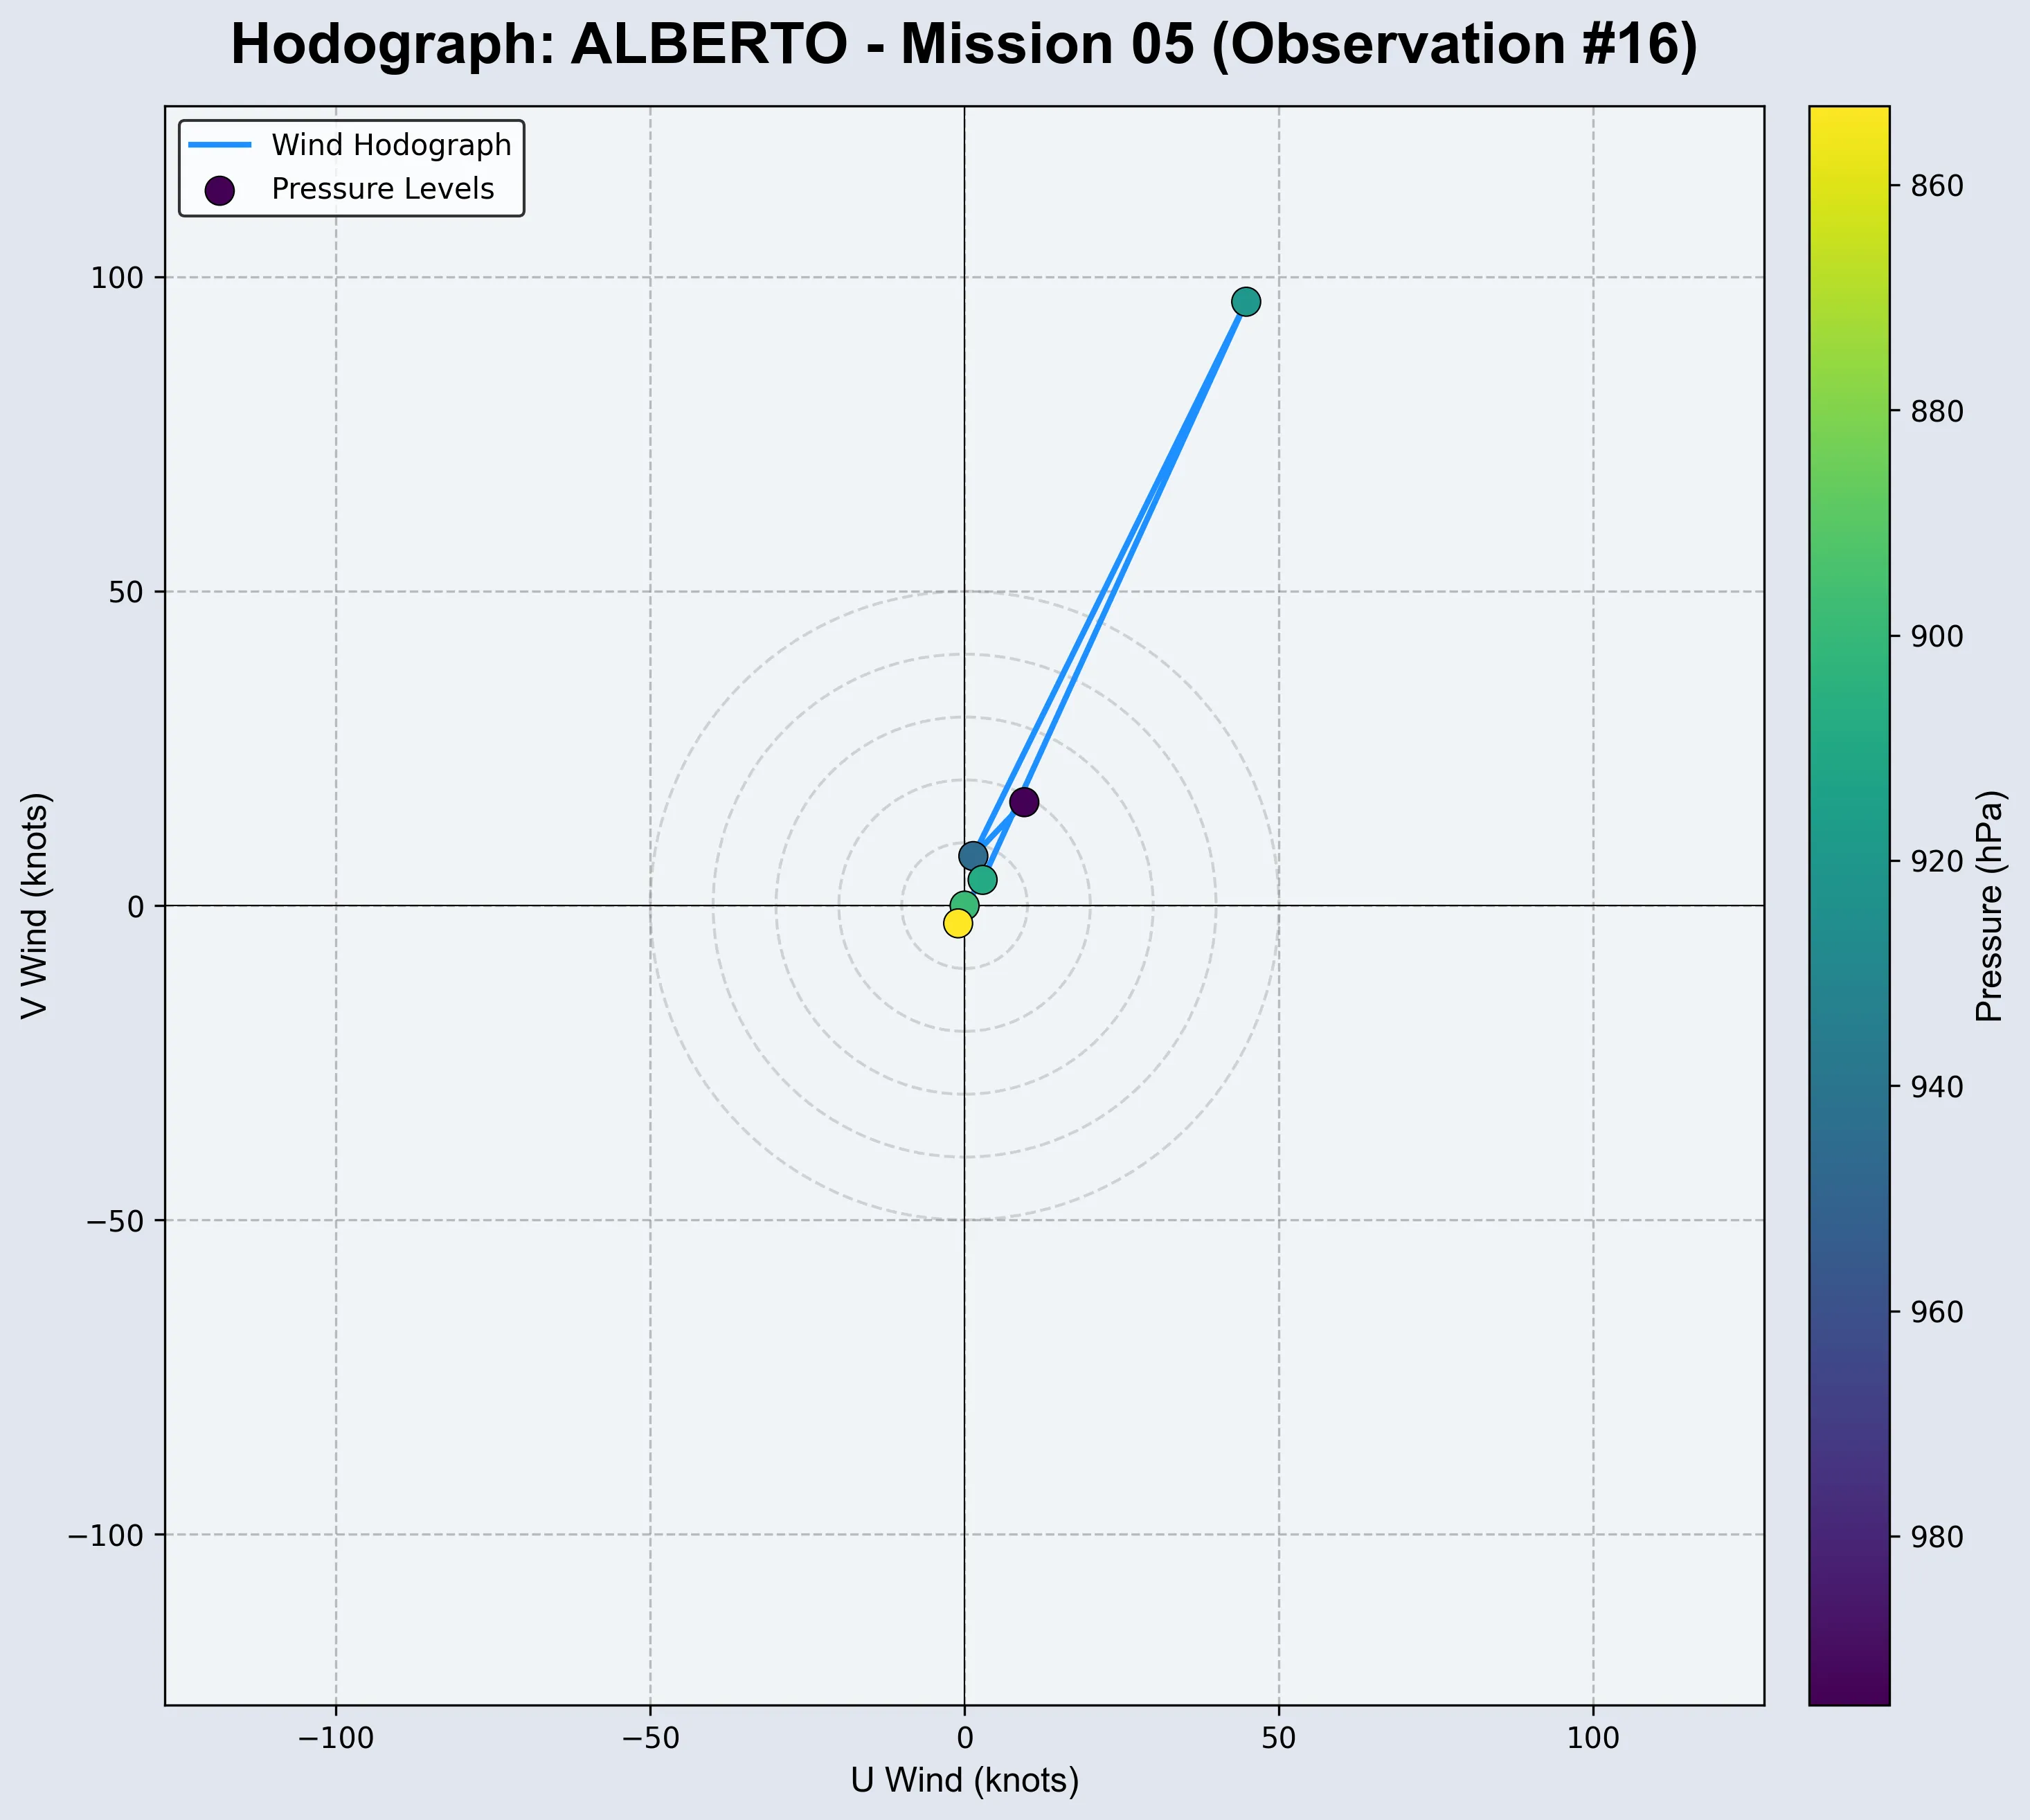 Hodograph: ALBERTO - Mission 05 (Observation #16)
Wind Hodograph
Pressure Levels
100
50
0
−50
−100
V Wind (knots)
−100
−50
0
50
100
U Wind (knots)
860
880
900
920
940
960
980
Pressure (hPa)